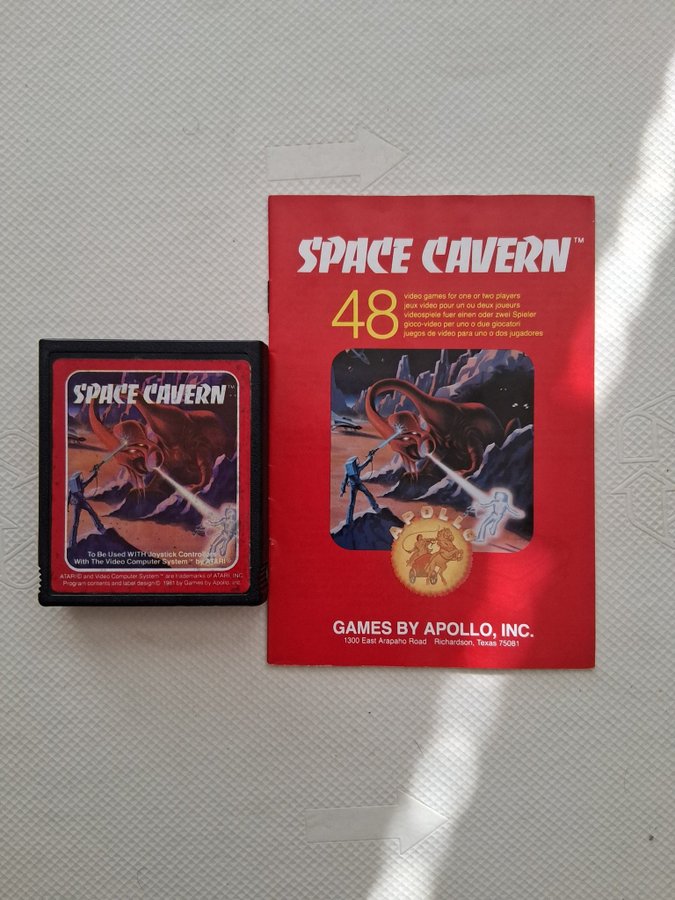 SPACE CAVERN™
48
video games for one or two players
jeux video pour un ou deux joueurs
videospiele fuer einen oder zwei Spieler
gioco-video per uno o due giocatori
juegos de video para uno o dos jugadores
APOLLO
GAMES BY APOLLO, INC.
1300 East Arapaho Road Richardson, Texas 75081
SPACE CAVERN™
To Be Used WITH Joystick Controllers
With The Video Computer System™ by ATARI®
ATARI® and Video Computer System™ are trademarks of ATARI, INC.
Program contents and label design © 1981 by Games by Apollo, Inc.